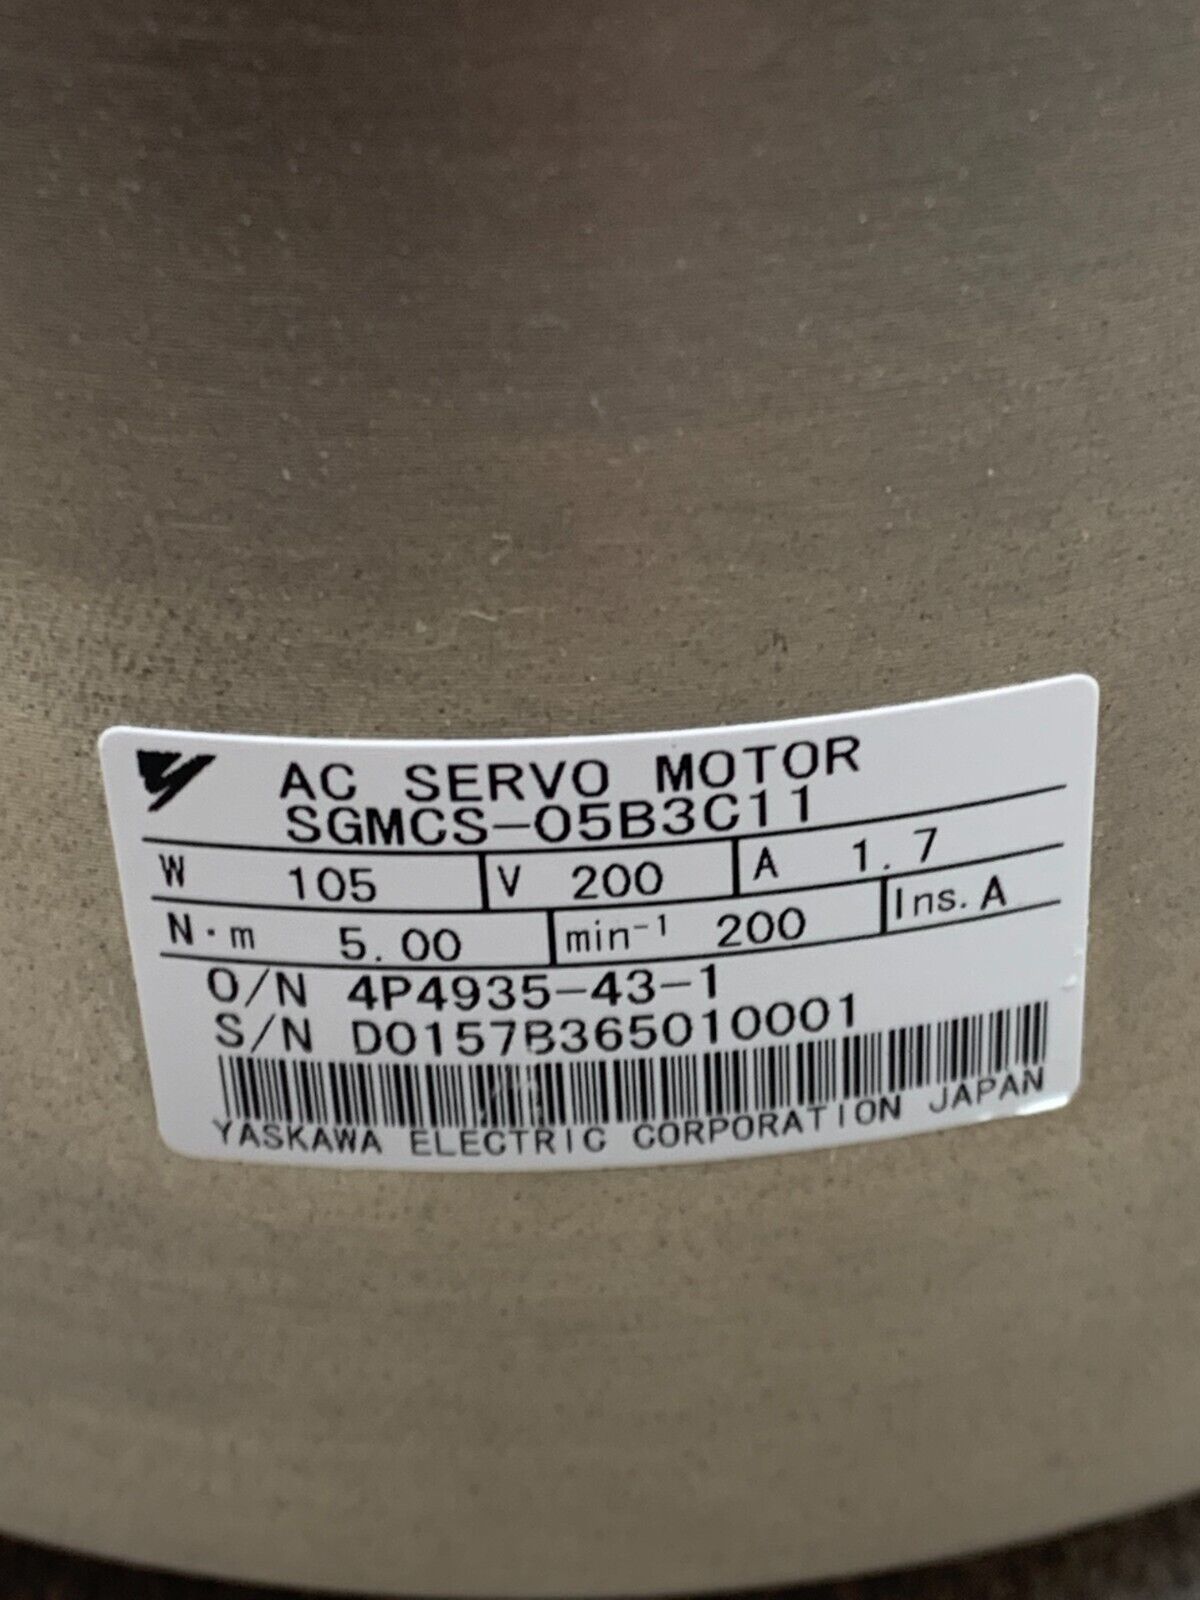 AC SERVO MOTOR
SGMCS-05B3C11
W 105 V 200 A 1.7
N·m 5.00 min-1 200 Ins. A
O/N 4P4935-43-1
S/N D0157B365010001
YASKAWA ELECTRIC CORPORATION JAPAN